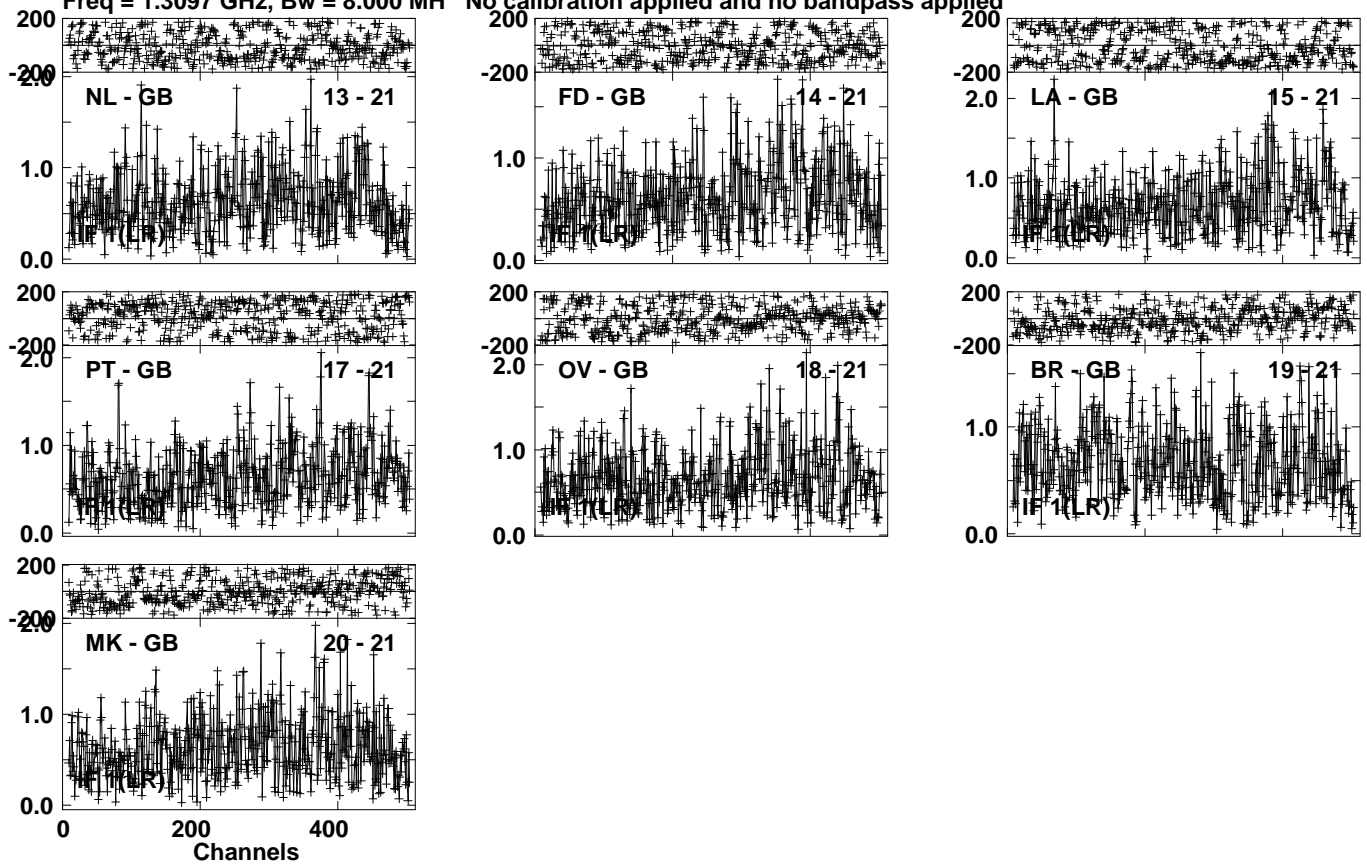 Freq = 1.3097 GHz, Bw = 8.000 MH No calibration applied and no bandpass applied
200
-200
2.0
NL - GB 13 - 21
1.0
IF 1(LR)
0.0
200
-200
FD - GB 14 - 21
1.0
IF 1(LR)
0.0
200
-200
2.0
LA - GB 15 - 21
1.0
IF 1(LR)
0.0
200
-200
2.0
PT - GB 17 - 21
1.0
IF 1(LR)
0.0
200
-200
2.0
OV - GB 18 - 21
1.0
IF 1(LR)
0.0
200
-200
2.0
BR - GB 19 - 21
1.0
IF 1(LR)
0.0
200
-200
2.0
MK - GB 20 - 21
1.0
IF 1(LR)
0.0
0 200 400
Channels